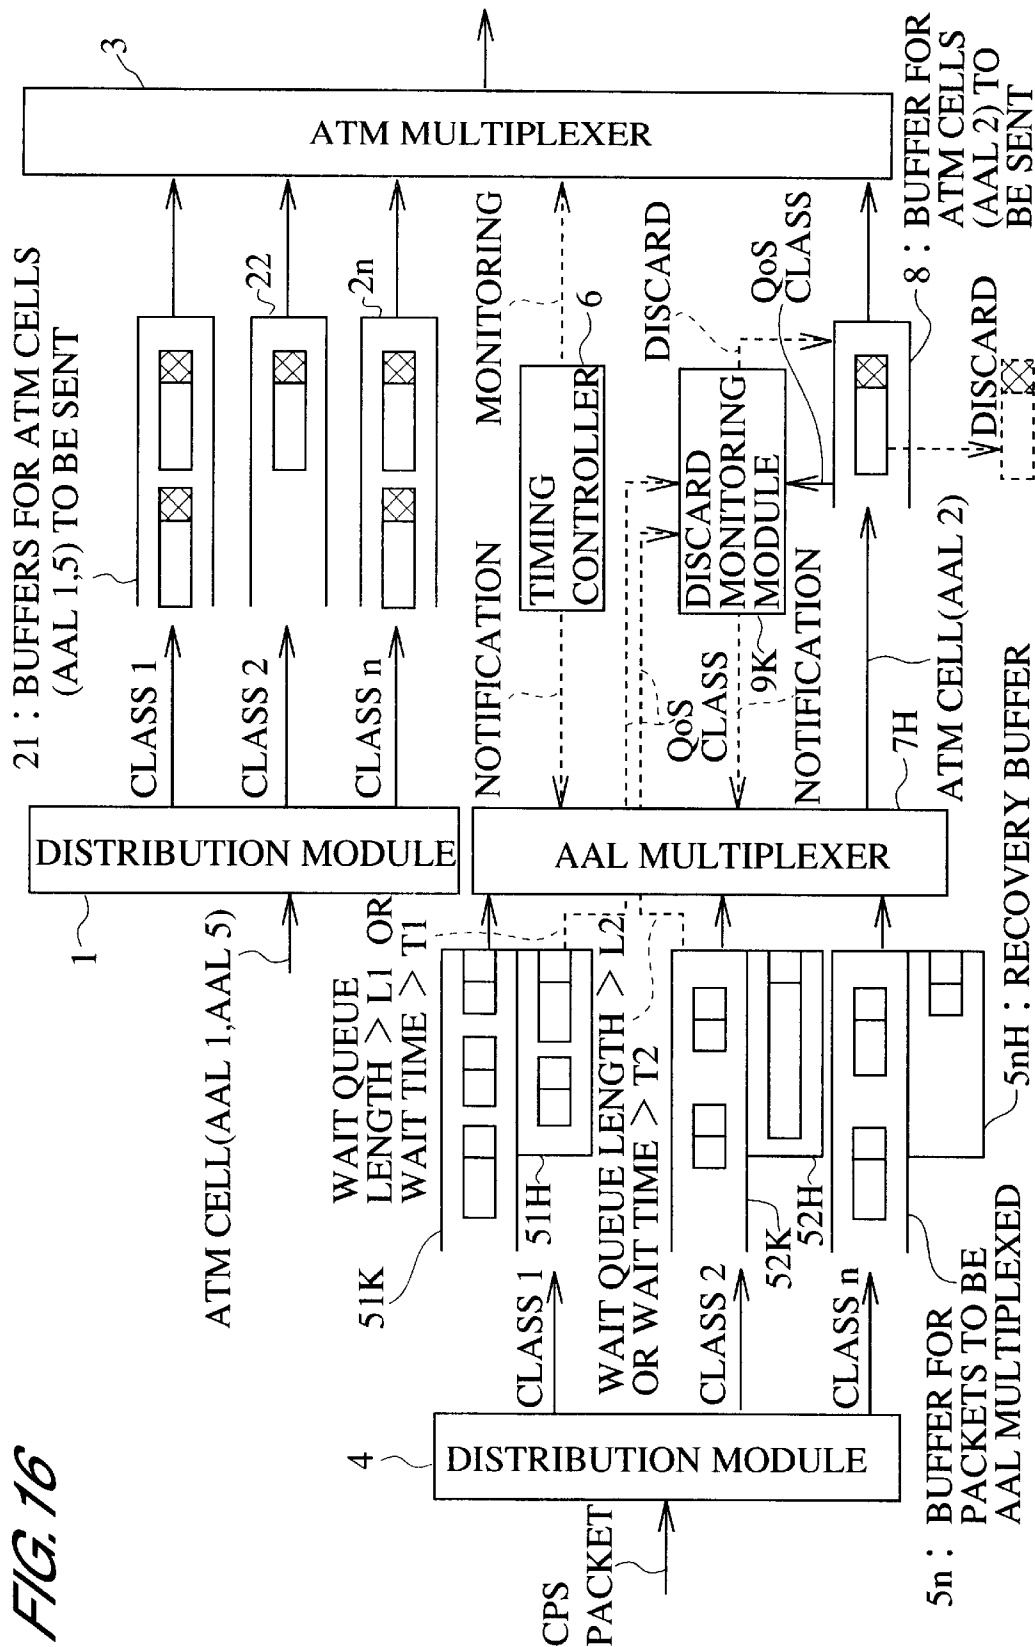 FIG. 16
21 : BUFFERS FOR ATM CELLS
(AAL 1,5) TO BE SENT
3
ATM MULTIPLEXER
22
2n
CLASS 1
CLASS 2
CLASS n
DISTRIBUTION MODULE
1
ATM CELL(AAL 1,AAL 5)
MONITORING
NOTIFICATION
TIMING
CONTROLLER
6
DISCARD
QoS
CLASS
DISCARD
MONITORING
MODULE
9K
QoS
CLASS
NOTIFICATION
8 : BUFFER FOR
ATM CELLS
(AAL 2) TO
BE SENT
DISCARD
ATM CELL(AAL 2)
7H
AAL MULTIPLEXER
WAIT QUEUE
LENGTH > L1 OR
WAIT TIME > T1
51K
51H
WAIT QUEUE LENGTH > L2
OR WAIT TIME > T2
52K
52H
5nH : RECOVERY BUFFER
CLASS 1
CLASS 2
CLASS n
4
DISTRIBUTION MODULE
CPS
PACKET
5n : BUFFER FOR
PACKETS TO BE
AAL MULTIPLEXED